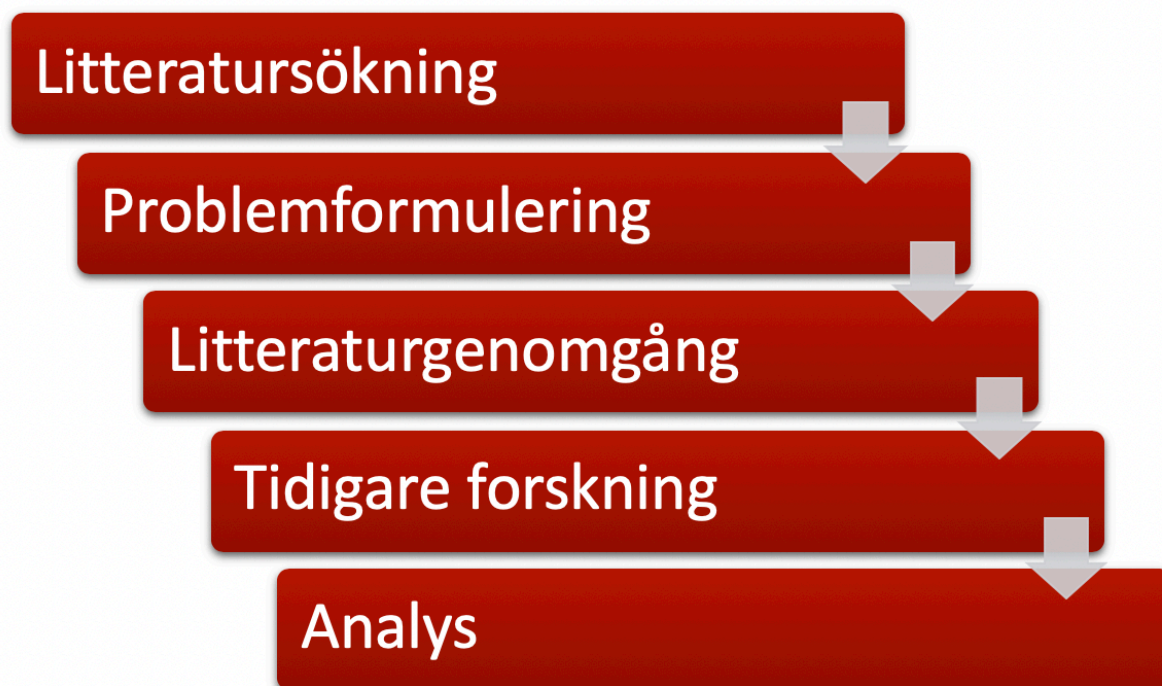 Litteratursökning
Problemformulering
Litteraturgenomgång
Tidigare forskning
Analys